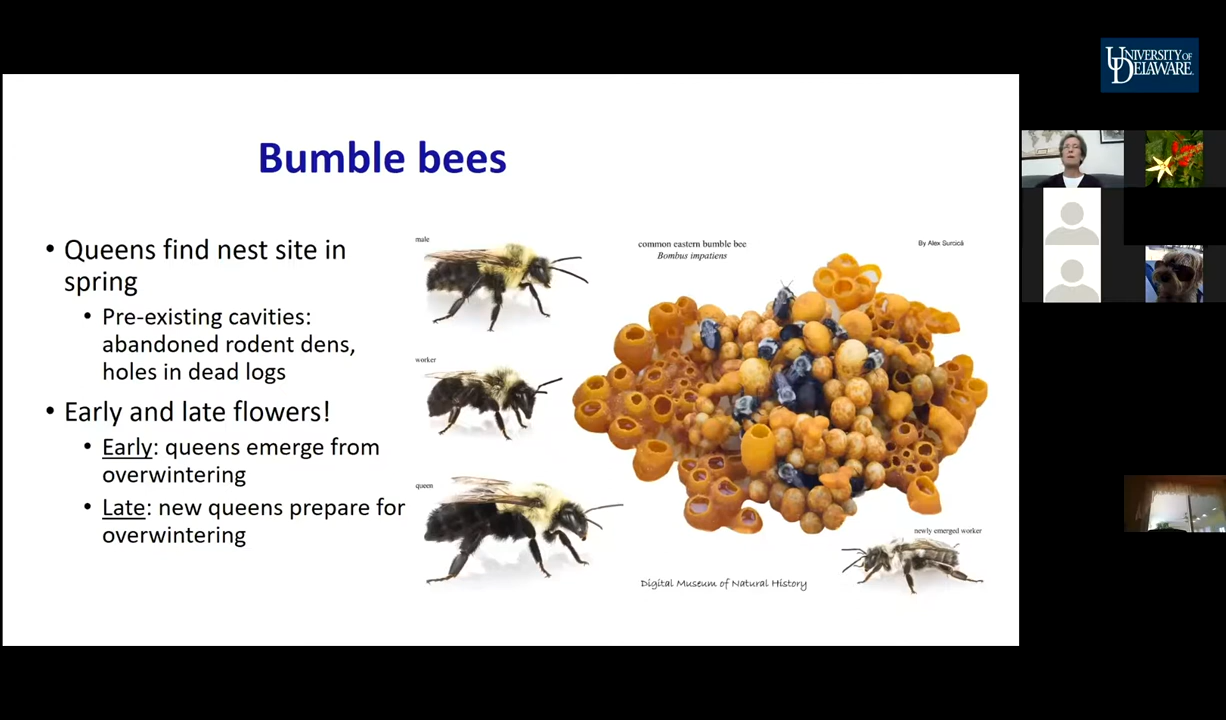 UNIVERSITY OF
DELAWARE.
Bumble bees
• Queens find nest site in
spring
• Pre-existing cavities:
abandoned rodent dens,
holes in dead logs
• Early and late flowers!
• Early: queens emerge from
overwintering
• Late: new queens prepare for
overwintering
male
worker
queen
common eastern bumble bee
Bombus impatiens
By Alex Surcică
newly emerged worker
Digital Museum of Natural History